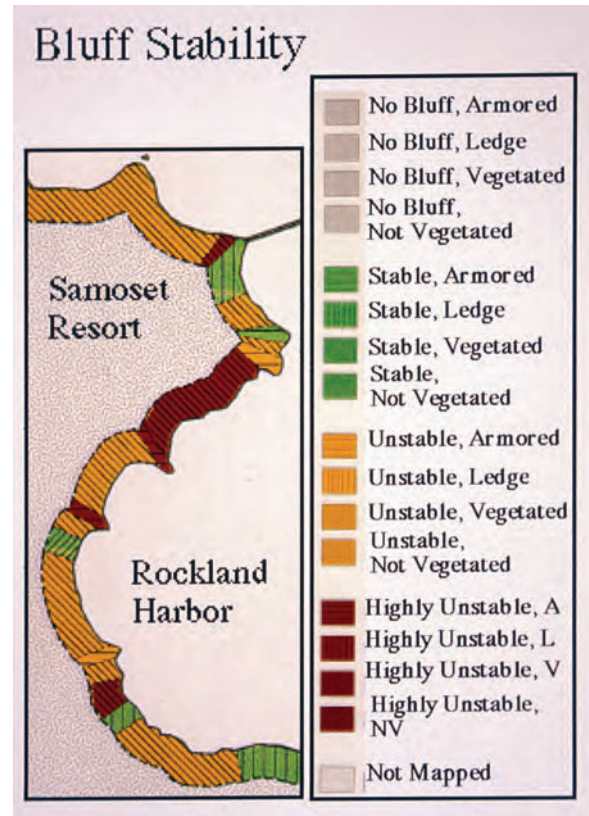 Bluff Stability
Samoset
Resort
Rockland
Harbor
No Bluff, Armored
No Bluff, Ledge
No Bluff, Vegetated
No Bluff,
Not Vegetated
Stable, Armored
Stable, Ledge
Stable, Vegetated
Stable,
Not Vegetated
Unstable, Armored
Unstable, Ledge
Unstable, Vegetated
Unstable,
Not Vegetated
Highly Unstable, A
Highly Unstable, L
Highly Unstable, V
Highly Unstable,
NV
Not Mapped